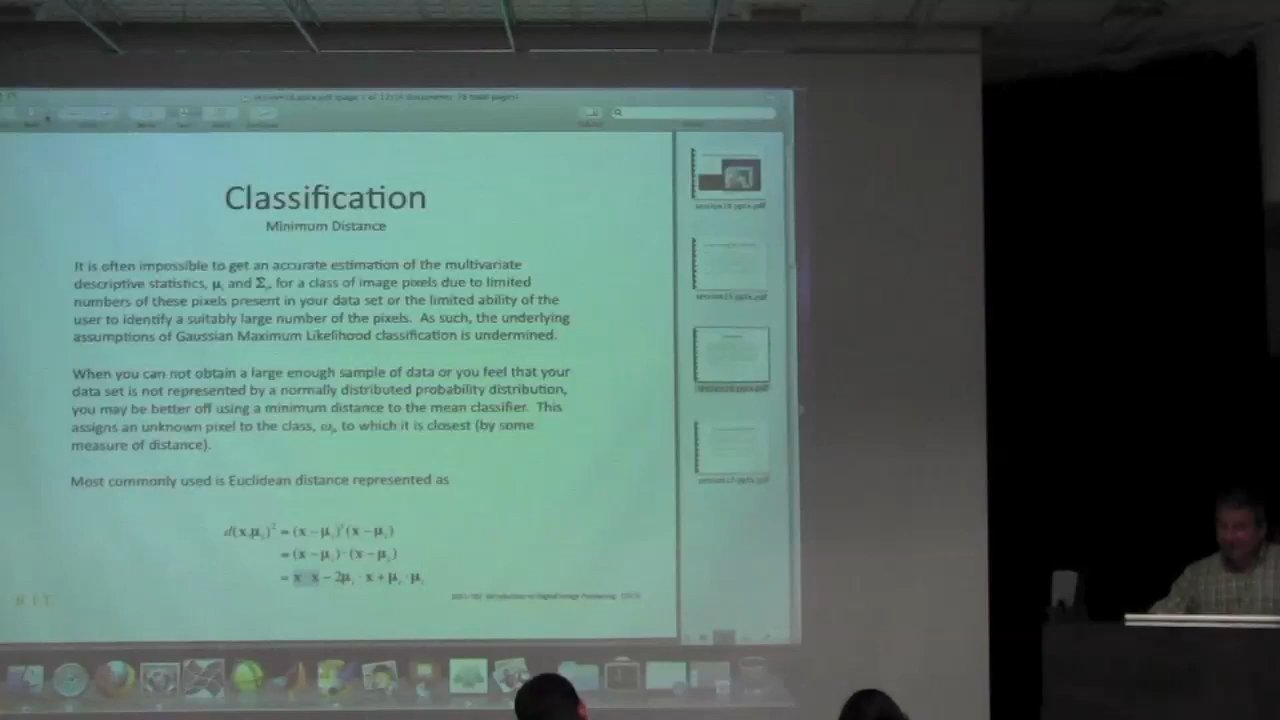 Classification
Minimum Distance
It is often impossible to get an accurate estimation of the multivariate
descriptive statistics, μᵢ and Σᵢ, for a class of image pixels due to limited
numbers of these pixels present in your data set or the limited ability of the
user to identify a suitably large number of the pixels. As such, the underlying
assumptions of Gaussian Maximum Likelihood classification is undermined.
When you can not obtain a large enough sample of data or you feel that your
data set is not represented by a normally distributed probability distribution,
you may be better off using a minimum distance to the mean classifier. This
assigns an unknown pixel to the class, ωᵢ, to which it is closest (by some
measure of distance).
Most commonly used is Euclidean distance represented as
d(x,μᵢ)² = (x − μᵢ)ᵗ(x − μᵢ)
= (x − μᵢ)·(x − μᵢ)
= x · x − 2μᵢ · x + μᵢ · μᵢ
R·I·T